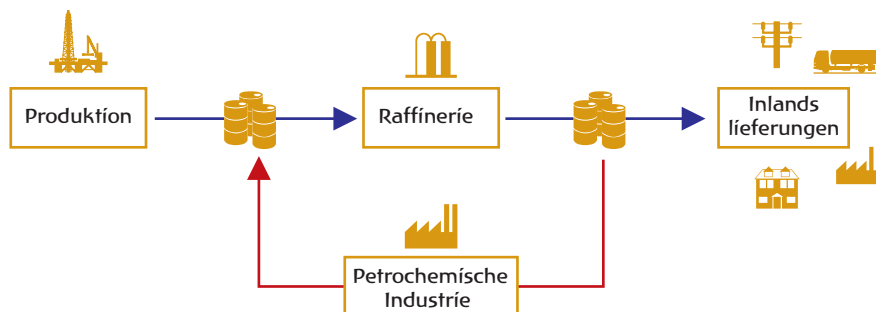 Produktion
Raffinerie
Inlands
lieferungen
Petrochemische
Industrie